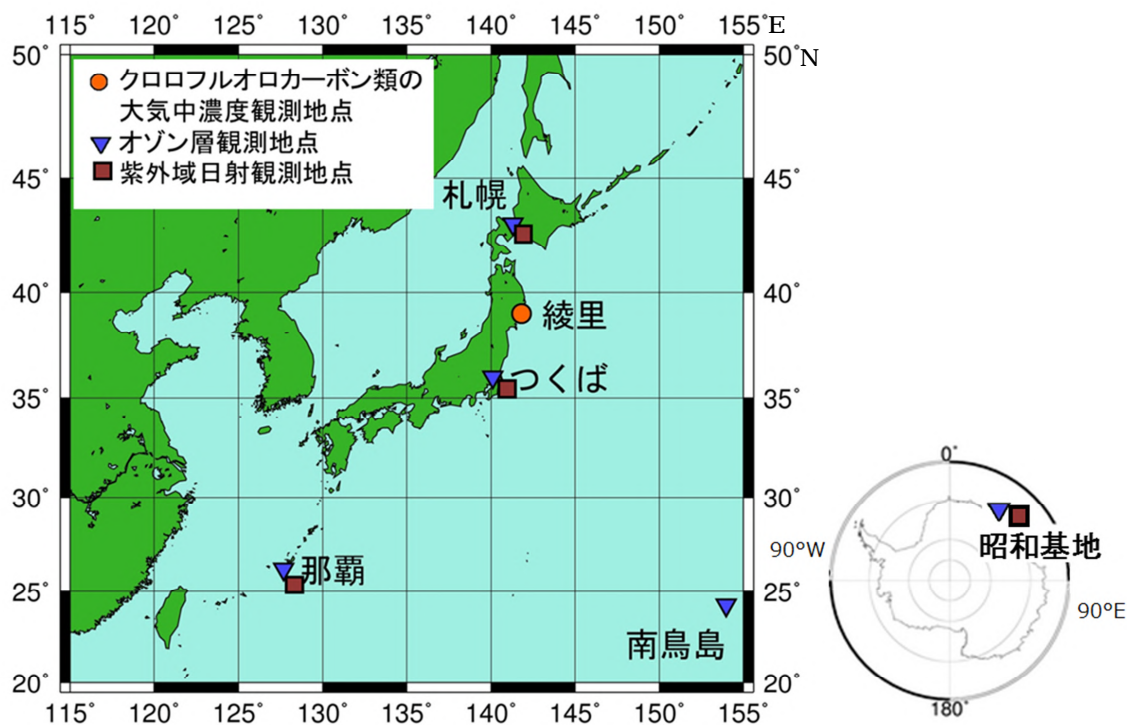 115° 120° 125° 130° 135° 140° 145° 150° 155°E
50° 50°N
クロロフルオロカーボン類の
大気中濃度観測地点
オゾン層観測地点
紫外域日射観測地点
45° 45°
札幌
40° 40°
綾里
つくば
35° 35°
30° 30°
那覇
25° 25°
南鳥島
20° 20°
115° 120° 125° 130° 135° 140° 145° 150° 155°
0°
昭和基地
90°W
90°E
180°